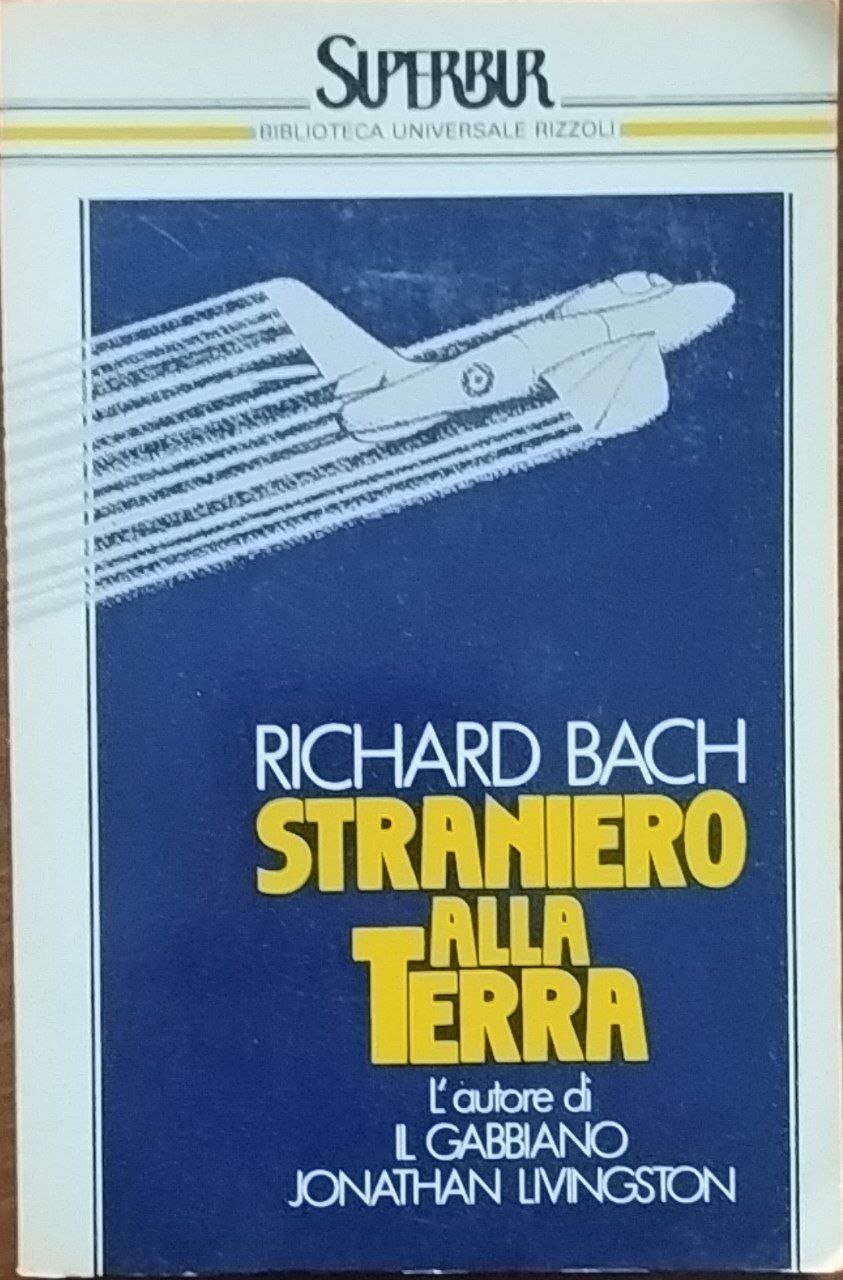 SUPERBUR
BIBLIOTECA UNIVERSALE RIZZOLI
RICHARD BACH
STRANIERO
ALLA
TERRA
L'autore di
IL GABBIANO
JONATHAN LIVINGSTON